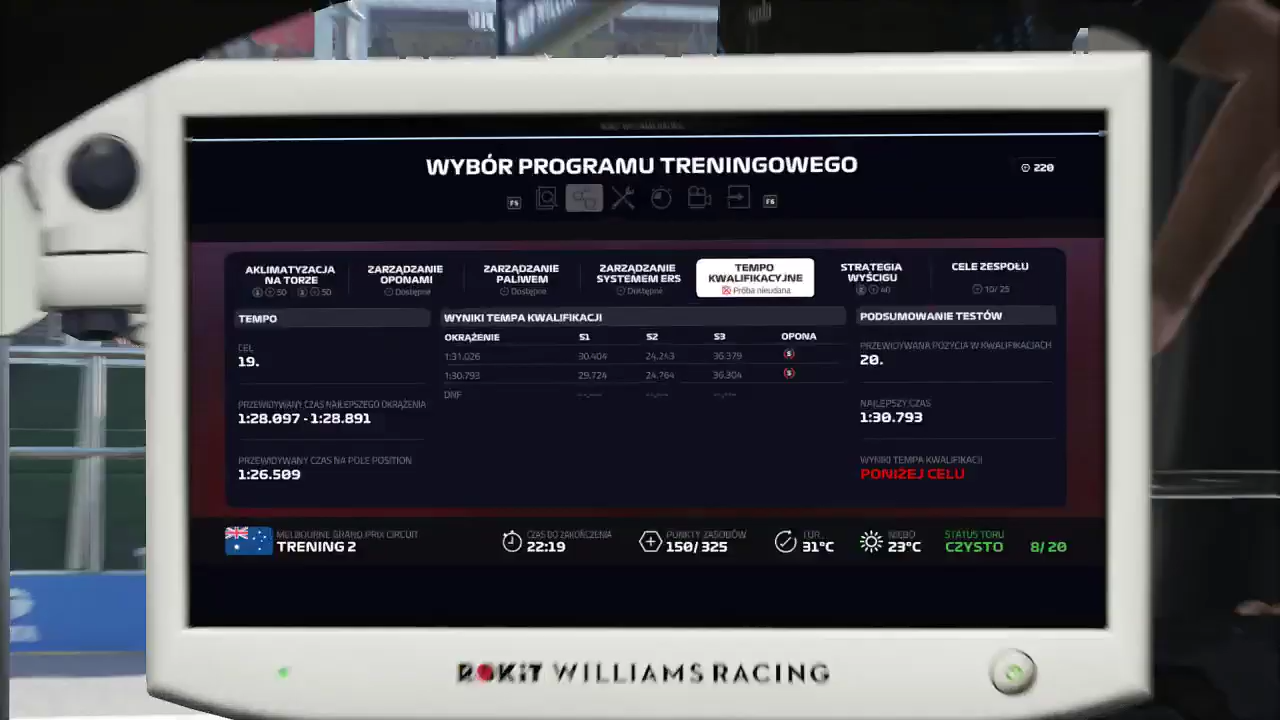 WILLIAMS
ROKIT WILLIAMS RACING
WYBÓR PROGRAMU TRENINGOWEGO
220
F5
F6
AKLIMATYZACJA NA TORZE
50 50
ZARZĄDZANIE OPONAMI
Dostępne
ZARZĄDZANIE PALIWEM
Dostępne
ZARZĄDZANIE SYSTEMEM ERS
Dostępne
TEMPO KWALIFIKACYJNE
Próba nieudana
STRATEGIA WYŚCIGU
40
CELE ZESPOŁU
10/ 25
TEMPO
CEL
19.
PRZEWIDYWANY CZAS NAJLEPSZEGO OKRĄŻENIA
1:28.097 - 1:28.891
PRZEWIDYWANY CZAS NA POLE POSITION
1:26.509
WYNIKI TEMPA KWALIFIKACJI
OKRĄŻENIE S1 S2 S3 OPONA
1:31.026 30.404 24.243 36.379 S
1:30.793 29.724 24.764 36.304 S
DNF --.--- --.--- --.---
PODSUMOWANIE TESTÓW
PRZEWIDYWANA POZYCJA W KWALIFIKACJACH
20.
NAJLEPSZY CZAS
1:30.793
WYNIKI TEMPA KWALIFIKACJI
PONIŻEJ CELU
MELBOURNE GRAND PRIX CIRCUIT
TRENING 2
CZAS DO ZAKOŃCZENIA
22:19
PUNKTY ZASOBÓW
150/ 325
TOR
31°C
NIEBO
23°C
STATUS TORU
CZYSTO
8/20
ROKiT WILLIAMS RACING